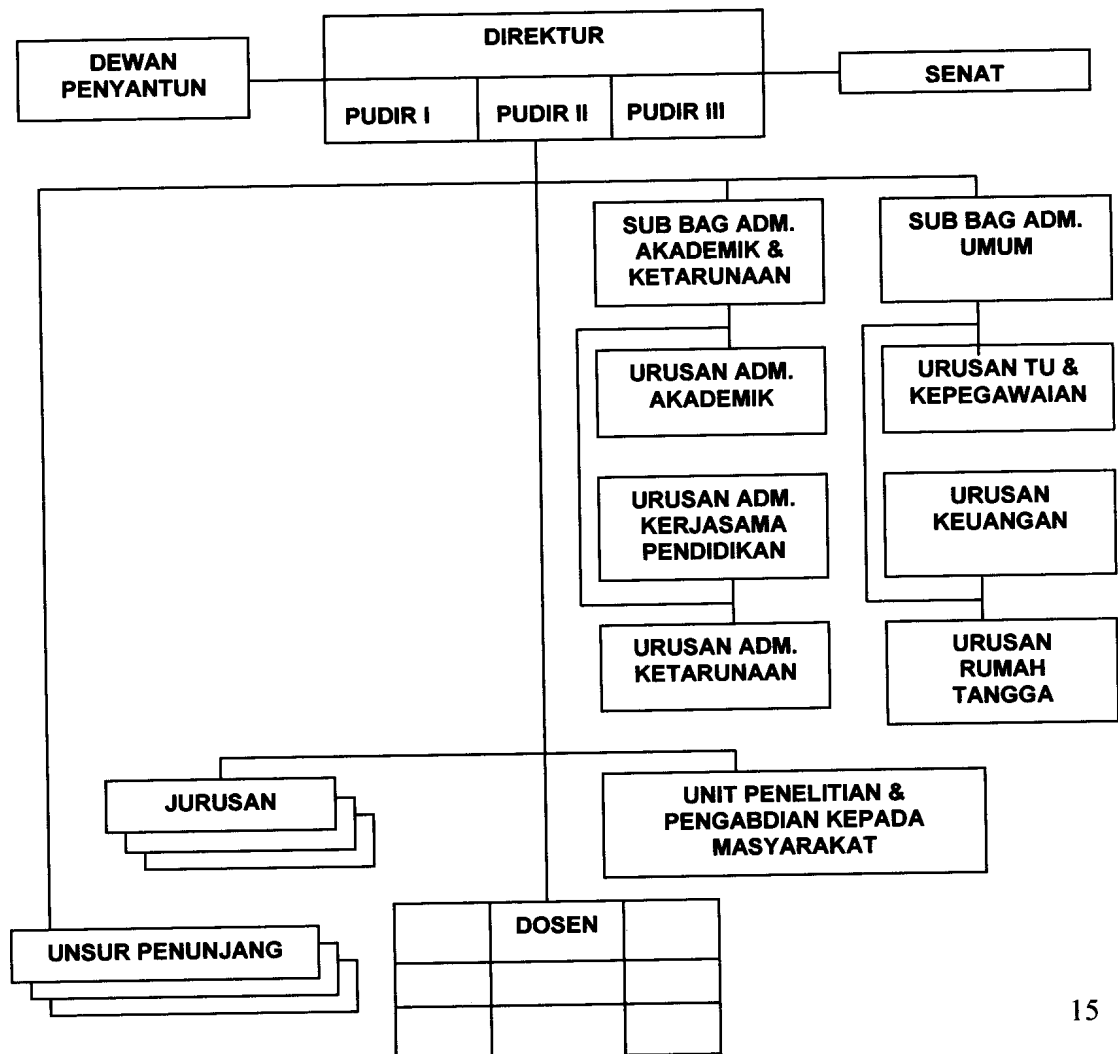 DEWAN
PENYANTUN
DIREKTUR
PUDIR I
PUDIR II
PUDIR III
SENAT
SUB BAG ADM.
AKADEMIK &
KETARUNAAN
SUB BAG ADM.
UMUM
URUSAN ADM.
AKADEMIK
URUSAN TU &
KEPEGAWAIAN
URUSAN ADM.
KERJASAMA
PENDIDIKAN
URUSAN
KEUANGAN
URUSAN ADM.
KETARUNAAN
URUSAN
RUMAH
TANGGA
JURUSAN
UNIT PENELITIAN &
PENGABDIAN KEPADA
MASYARAKAT
UNSUR PENUNJANG
DOSEN
15